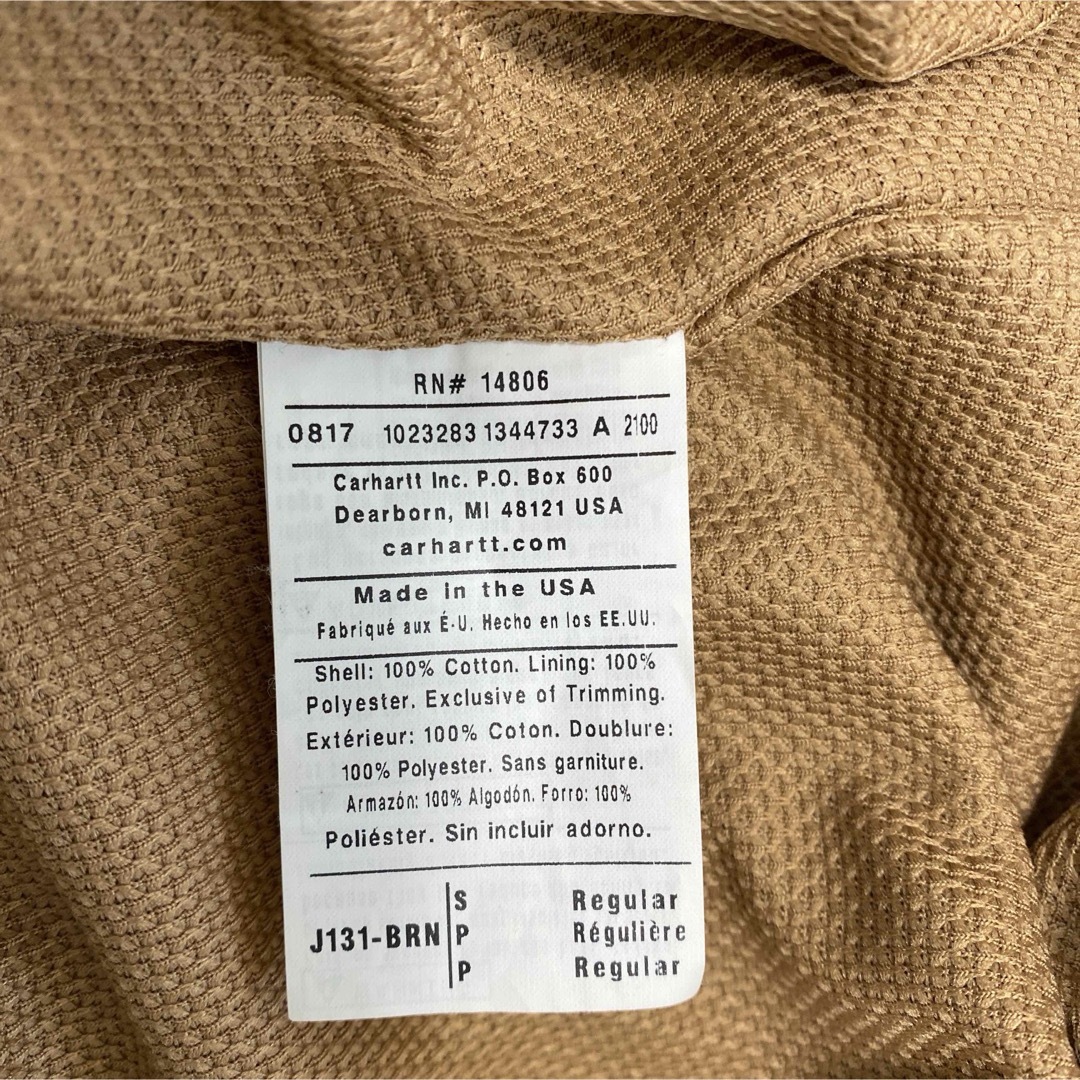 RN# 14806
0817 1023283 1344733 A 2100
Carhartt Inc. P.O. Box 600
Dearborn, MI 48121 USA
carhartt.com
Made in the USA
Fabriqué aux É-U. Hecho en los EE.UU.
Shell: 100% Cotton. Lining: 100%
Polyester. Exclusive of Trimming.
Extérieur: 100% Coton. Doublure:
100% Polyester. Sans garniture.
Armazón: 100% Algodón. Forro: 100%
Poliéster. Sin incluir adorno.
J131-BRN
S Regular
P Régulière
P Regular